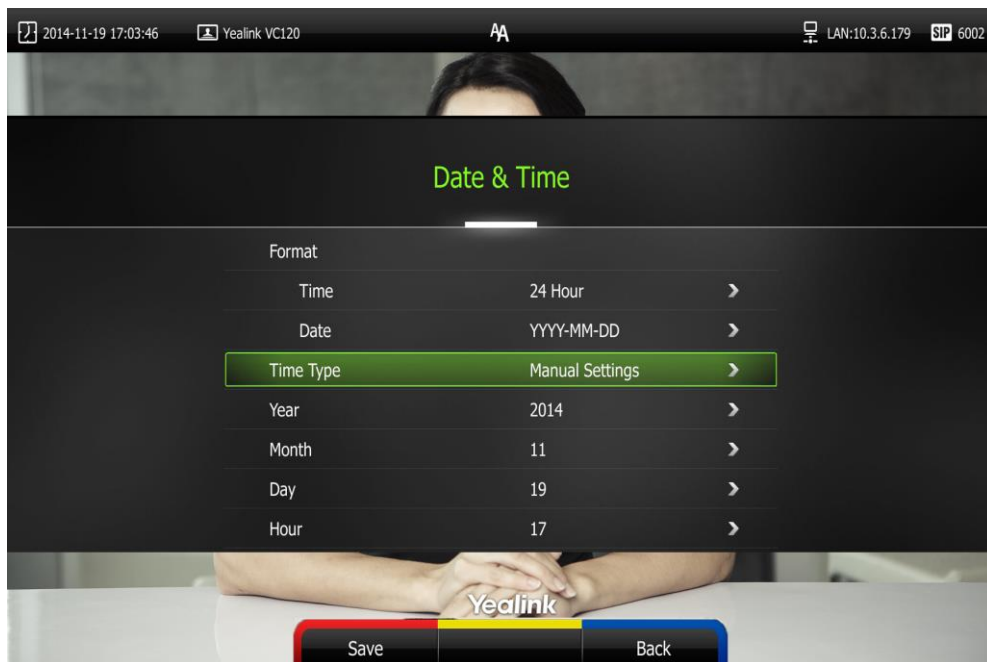 2014-11-19 17:03:46 Yealink VC120 AA LAN:10.3.6.179 SIP 6002
Date & Time
Format
Time 24 Hour
Date YYYY-MM-DD
Time Type Manual Settings
Year 2014
Month 11
Day 19
Hour 17
Yealink
Save Back